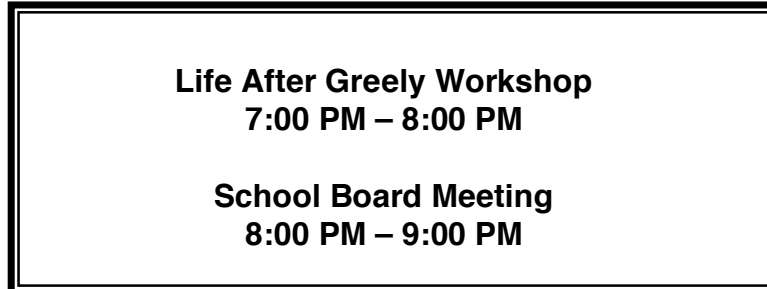 Life After Greely Workshop
7:00 PM – 8:00 PM
School Board Meeting
8:00 PM – 9:00 PM